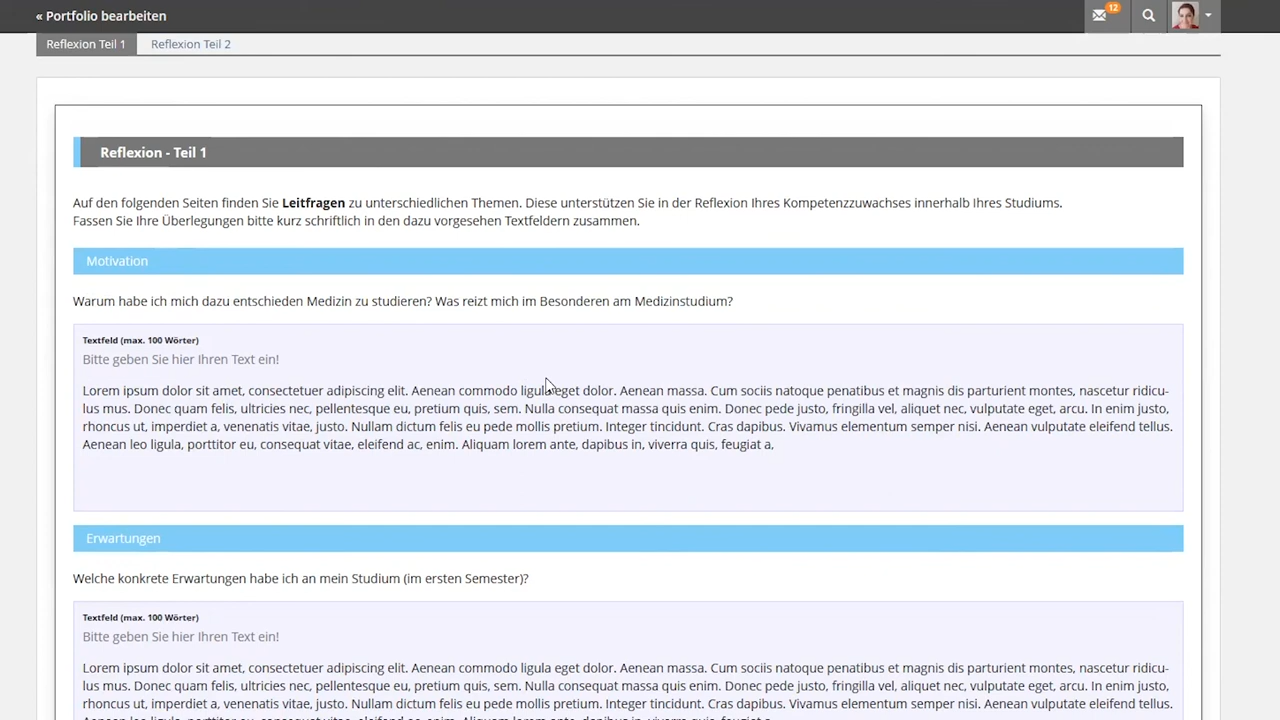 « Portfolio bearbeiten
12
Reflexion Teil 1
Reflexion Teil 2
Reflexion - Teil 1
Auf den folgenden Seiten finden Sie Leitfragen zu unterschiedlichen Themen. Diese unterstützen Sie in der Reflexion Ihres Kompetenzzuwachses innerhalb Ihres Studiums.
Fassen Sie Ihre Überlegungen bitte kurz schriftlich in den dazu vorgesehen Textfeldern zusammen.
Motivation
Warum habe ich mich dazu entschieden Medizin zu studieren? Was reizt mich im Besonderen am Medizinstudium?
Textfeld (max. 100 Wörter)
Bitte geben Sie hier Ihren Text ein!
Lorem ipsum dolor sit amet, consectetuer adipiscing elit. Aenean commodo ligula eget dolor. Aenean massa. Cum sociis natoque penatibus et magnis dis parturient montes, nascetur ridicu-
lus mus. Donec quam felis, ultricies nec, pellentesque eu, pretium quis, sem. Nulla consequat massa quis enim. Donec pede justo, fringilla vel, aliquet nec, vulputate eget, arcu. In enim justo,
rhoncus ut, imperdiet a, venenatis vitae, justo. Nullam dictum felis eu pede mollis pretium. Integer tincidunt. Cras dapibus. Vivamus elementum semper nisi. Aenean vulputate eleifend tellus.
Aenean leo ligula, porttitor eu, consequat vitae, eleifend ac, enim. Aliquam lorem ante, dapibus in, viverra quis, feugiat a,
Erwartungen
Welche konkrete Erwartungen habe ich an mein Studium (im ersten Semester)?
Textfeld (max. 100 Wörter)
Bitte geben Sie hier Ihren Text ein!
Lorem ipsum dolor sit amet, consectetuer adipiscing elit. Aenean commodo ligula eget dolor. Aenean massa. Cum sociis natoque penatibus et magnis dis parturient montes, nascetur ridicu-
lus mus. Donec quam felis, ultricies nec, pellentesque eu, pretium quis, sem. Nulla consequat massa quis enim. Donec pede justo, fringilla vel, aliquet nec, vulputate eget, arcu. In enim justo,
rhoncus ut, imperdiet a, venenatis vitae, justo. Nullam dictum felis eu pede mollis pretium. Integer tincidunt. Cras dapibus. Vivamus elementum semper nisi. Aenean vulputate eleifend tellus.